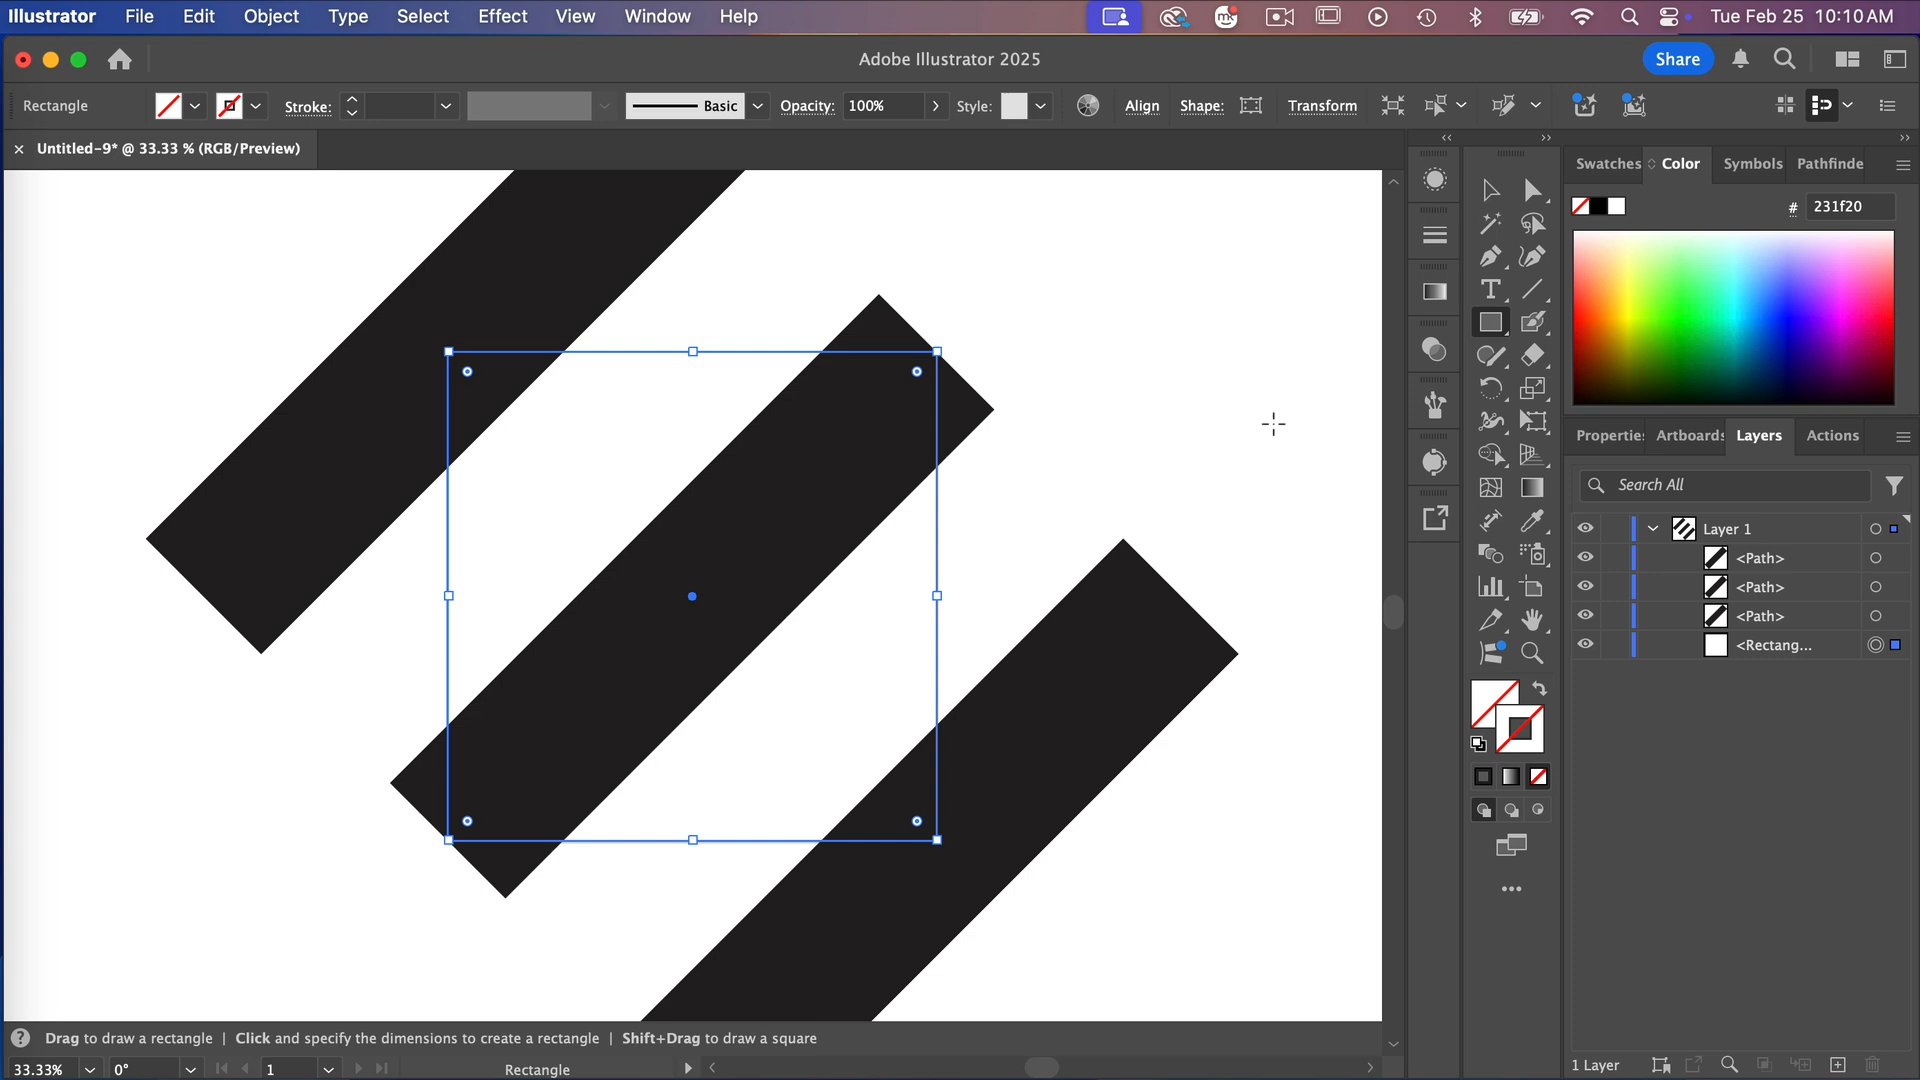 Illustrator File Edit Object Type Select Effect View Window Help Tue Feb 25 10:10 AM
Adobe Illustrator 2025 Share
Rectangle Stroke: Basic Opacity: 100% Style: Align Shape: Transform
× Untitled-9* @ 33.33 % (RGB/Preview)
Swatches Color Symbols Pathfinde
# 231f20
Propertie Artboards Layers Actions
Search All
Layer 1
<Path>
<Path>
<Path>
<Rectang...
Drag to draw a rectangle | Click and specify the dimensions to create a rectangle | Shift+Drag to draw a square
33.33% 0° 1 Rectangle 1 Layer